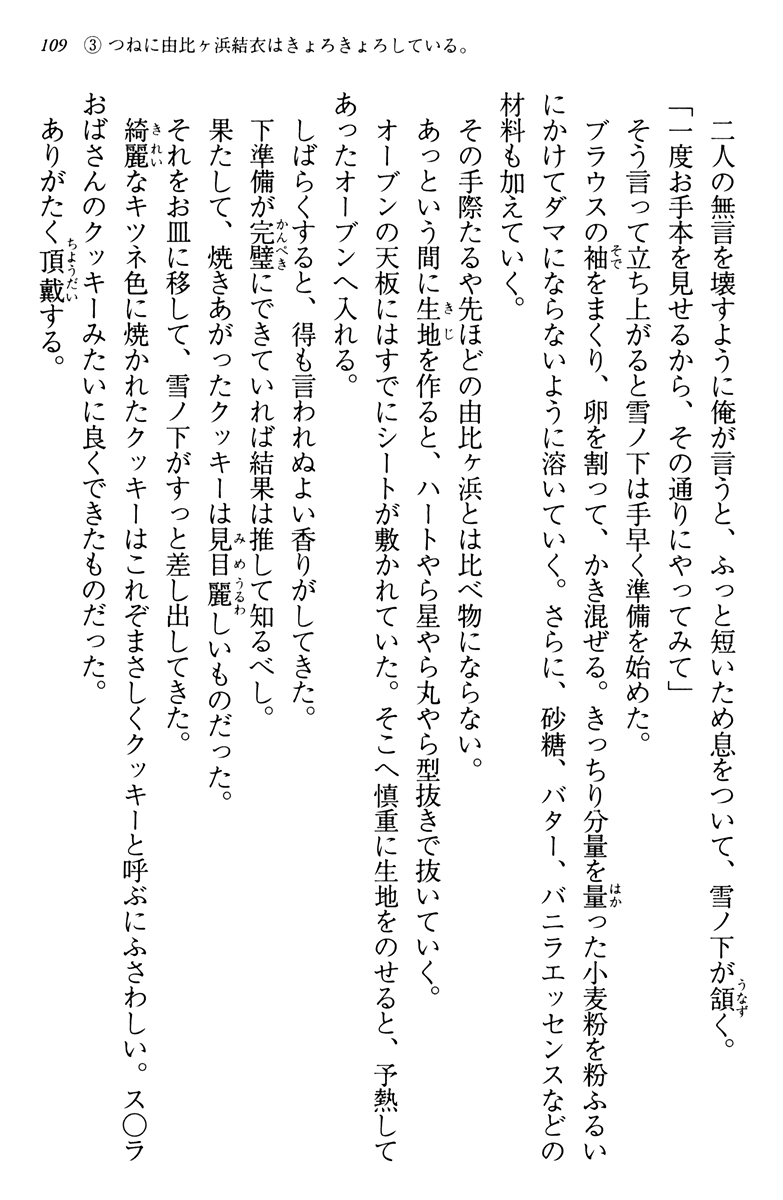 109　③ つねに由比ヶ浜結衣はきょろきょろしている。
　二人の無言を壊すように俺が言うと、ふっと短いため息をついて、雪ノ下が頷く。
「一度お手本を見せるから、その通りにやってみて」
　そう言って立ち上がると雪ノ下は手早く準備を始めた。
　ブラウスの袖をまくり、卵を割って、かき混ぜる。きっちり分量を量った小麦粉を粉ふるい
にかけてダマにならないように溶いていく。さらに、砂糖、バター、バニラエッセンスなどの
材料も加えていく。
　その手際たるや先ほどの由比ヶ浜とは比べ物にならない。
　あっという間に生地を作ると、ハートやら星やら丸やら型抜きで抜いていく。
　オーブンの天板にはすでにシートが敷かれていた。そこへ慎重に生地をのせると、予熱して
あったオーブンへ入れる。
　しばらくすると、得も言われぬよい香りがしてきた。
　下準備が完璧にできていれば結果は推して知るべし。
　果たして、焼きあがったクッキーは見目麗しいものだった。
　それをお皿に移して、雪ノ下がすっと差し出してきた。
　綺麗なキツネ色に焼かれたクッキーはこれぞまさしくクッキーと呼ぶにふさわしい。ス〇ラ
おばさんのクッキーみたいに良くできたものだった。
　ありがたく頂戴する。